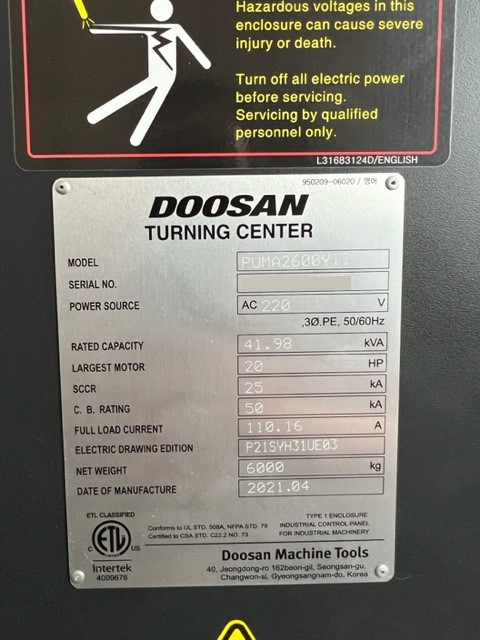 Hazardous voltages in this
enclosure can cause severe
injury or death.
Turn off all electric power
before servicing.
Servicing by qualified
personnel only.
L31683124D/ENGLISH
950209-06020 / 영어
DOOSAN
TURNING CENTER
MODEL PUMA2600Y12
SERIAL NO.
POWER SOURCE AC 220 V
,3Ø.PE, 50/60Hz
RATED CAPACITY 41.98 kVA
LARGEST MOTOR 20 HP
SCCR 25 kA
C. B. RATING 50 kA
FULL LOAD CURRENT 110.16 A
ELECTRIC DRAWING EDITION P21SYH31UE03
NET WEIGHT 6000 kg
DATE OF MANUFACTURE 2021.04
ETL CLASSIFIED
C ETL US
Intertek
4009676
Conforms to UL STD. 508A, NFPA STD. 79
Certified to CSA STD. C22.2 NO. 73
TYPE 1 ENCLOSURE
INDUSTRIAL CONTROL PANEL
FOR INDUSTRIAL MACHINERY
Doosan Machine Tools
40, Jeongdong-ro 162beon-gil, Seongsan-gu,
Changwon-si, Gyeongsangnam-do, Korea